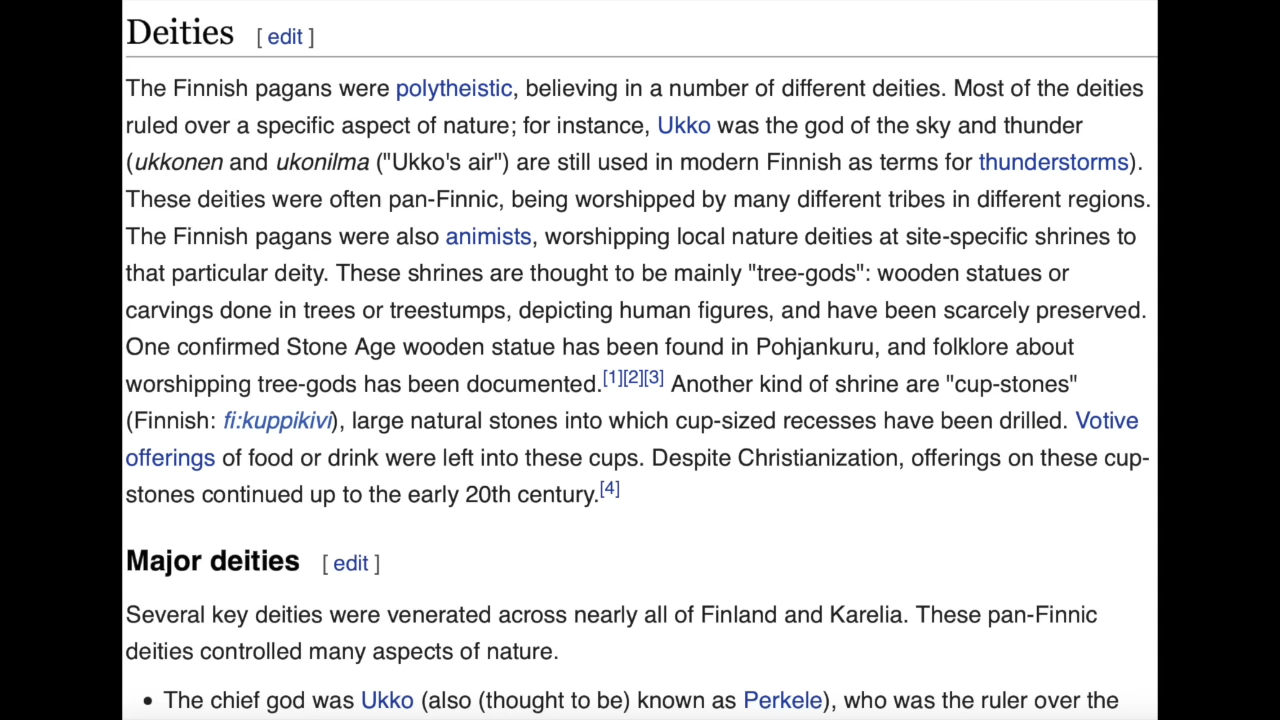 Deities [ edit ]
The Finnish pagans were polytheistic, believing in a number of different deities. Most of the deities
ruled over a specific aspect of nature; for instance, Ukko was the god of the sky and thunder
(ukkonen and ukonilma ("Ukko's air") are still used in modern Finnish as terms for thunderstorms).
These deities were often pan-Finnic, being worshipped by many different tribes in different regions.
The Finnish pagans were also animists, worshipping local nature deities at site-specific shrines to
that particular deity. These shrines are thought to be mainly "tree-gods": wooden statues or
carvings done in trees or treestumps, depicting human figures, and have been scarcely preserved.
One confirmed Stone Age wooden statue has been found in Pohjankuru, and folklore about
worshipping tree-gods has been documented.[1][2][3] Another kind of shrine are "cup-stones"
(Finnish: fi:kuppikivi), large natural stones into which cup-sized recesses have been drilled. Votive
offerings of food or drink were left into these cups. Despite Christianization, offerings on these cup-
stones continued up to the early 20th century.[4]
Major deities [ edit ]
Several key deities were venerated across nearly all of Finland and Karelia. These pan-Finnic
deities controlled many aspects of nature.
• The chief god was Ukko (also (thought to be) known as Perkele), who was the ruler over the